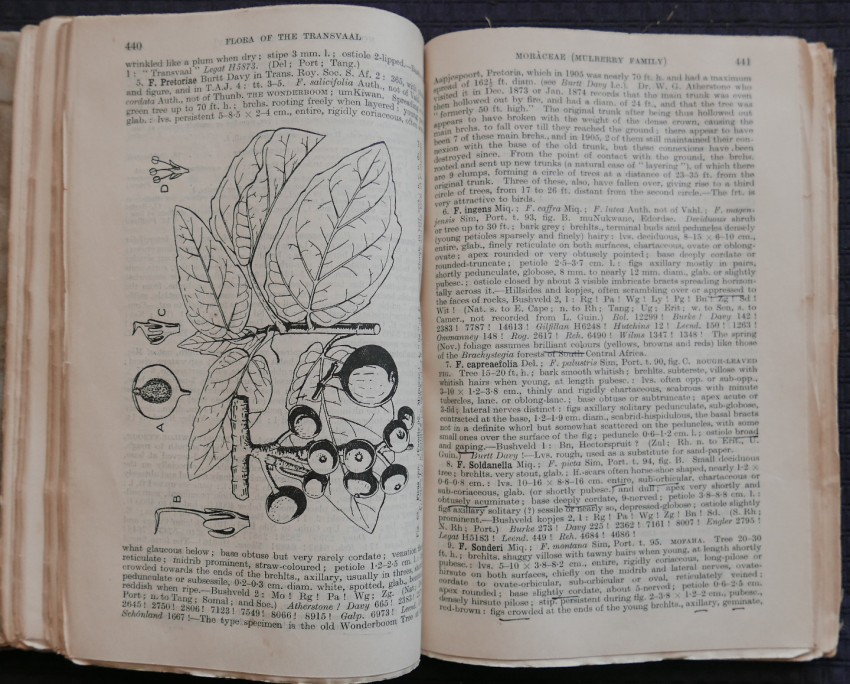 440 FLORA OF THE TRANSVAAL
wrinkled like a plum when dry; stipe 3 mm. l.; ostiole 2-lipped.—Bushveld
1: "Transvaal" Legat H5873. (Del; Port; Tang.)
5. F. Pretoriae Burtt Davy in Trans. Roy. Soc. S. Af. 2: 365, with
and figure, and in T.A.J. 4: tt. 3–5. F. salicifolia Auth., not of
cordata Auth., not of Thunb. THE WONDERBOOM; umKiwan. Spreading
green tree up to 70 ft. h.; brchs. rooting freely when layered;
glab.: lvs. persistent 5–8·5 × 2–4 cm., entire, rigidly coriaceous, often
D
C
A
B
what glaucous below; base obtuse but very rarely cordate; venation
reticulate; midrib prominent, straw-coloured; petiole 1·2–2·5 cm.
crowded towards the ends of the brchlts., axillary, usually in threes,
pedunculate or subsessile, 0·2–0·3 cm. diam., white, spotted, glab.,
reddish when ripe.—Bushveld 2: Mo! Rg! Pa! Wg; Zg.
Port; n. to Tang; Somal; and Soc.) Atherstone! Davy 665!
2645! 2750! 2806! 7123! 7549! 8066! 8915! Galp. 6973!
Schönland 1667!—The type specimen is the old Wonderboom Tree
MORÀCEAE (MULBERRY FAMILY) 441
Aapjespoort, Pretoria, which in 1905 was nearly 70 ft. h. and had a maximum
spread of 162½ ft. diam. (see Burtt Davy l.c.). Dr. W. G. Atherstone who
visited it in Dec. 1873 or Jan. 1874 records that the main trunk was even
then hollowed out by fire, and had a diam. of 24 ft., and that the tree was
"formerly 50 ft. high." The original trunk after being thus hollowed out
appears to have broken with the weight of the dense crown, causing the
main brchs. to fall over till they reached the ground; there appear to have
been 7 of these main brchs., and in 1905, 2 of them still maintained their con-
nexion with the base of the old trunk, but these connexions have been
destroyed since. From the point of contact with the ground, the brchs.
rooted and sent up new trunks (a natural case of "layering"), of which there
are 9 clumps, forming a circle of trees at a distance of 23–35 ft. from the
original trunk. Three of these, also, have fallen over, giving rise to a third
circle of trees, from 17 to 26 ft. distant from the second circle.—The frt. is
very attractive to birds.
6. F. ingens Miq.; F. caffra Miq.; F. lutea Auth. not of Vahl.; F. magen-
jensis Sim, Port. t. 93, fig. B. muNukwane, Edordse. Deciduous shrub
or tree up to 30 ft.; bark grey; brchlts., terminal buds and peduncles densely
(young petioles sparsely and finely) hairy: lvs. deciduous, 8–15 × 6–10 cm.,
entire, glab., finely reticulate on both surfaces, chartaceous, ovate or oblong-
ovate; apex rounded or very obtusely pointed; base deeply cordate or
rounded-truncate; petiole 2·5–3·7 cm. l.: figs axillary mostly in pairs,
shortly pedunculate, globose, 8 mm. to nearly 12 mm. diam., glab. or slightly
pubesc.; ostiole closed by about 3 visible imbricate bracts spreading horizon-
tally across it.—Hillsides and kopjes, often scrambling over or appressed to
the faces of rocks, Bushveld 2, 1: Rg! Pa! Wg! Ly! Pg! Bn! Zg! Sd!
Wit! (Nat. s. to E. Cape; n. to Rh; Tang; Ug; Erit; w. to Sen. s. to
Camer., not recorded from L. Guin.) Bol. 12299! Burke! Davy 142!
2383! 7787! 14613! Gilfillan H6248! Hutchins 12! Leend. 150! 1263!
Ommanney 148! Rog. 2617! Reh. 6490! Wilms 1347! 1348! The spring
(Nov.) foliage assumes brilliant colours (yellows, browns and reds) like those
of the Brachystegia forests of South Central Africa.
7. F. capreaefolia Del.; F. palustris Sim, Port. t. 90, fig. C. ROUGH-LEAVED
FIG. Tree 15–20 ft. h.; bark smooth whitish; brchlts. subterete, villose with
whitish hairs when young, at length pubesc.: lvs. often opp. or sub-opp.,
3–10 × 1·2–3·8 cm., thinly and rigidly chartaceous, scabrous with minute
tubercles, lanc. or oblong-lanc.; base obtuse or subtruncate; apex acute or
3-fid; lateral nerves distinct: figs axillary solitary pedunculate, sub-globose,
contracted at the base, 1·2–1·9 cm. diam., scabrid-hispidulous, the basal bracts
not in a definite whorl but somewhat scattered on the peduncles, with some
small ones over the surface of the fig; peduncle 0·6–1·2 cm. l.; ostiole broad
and gaping.—Bushveld 1: Bn, Hectorspruit! (Zul; Rh. n. to Erit., U.
Guin.) Burtt Davy!—Lvs. rough, used as a substitute for sand-paper.
8. F. Soldanella Miq.; F. picta Sim, Port. t. 94, fig. B. Small deciduous
tree; brchlts. very stout, glab.; lf.-scars often horse-shoe shaped, nearly 1·2 ×
0·6–0·8 cm.: lvs. 10–16 × 8·8–16 cm. entire, sub-orbicular, chartaceous or
sub-coriaceous, glab. (or shortly pubesc.) and dull; apex very shortly and
obtusely acuminate; base deeply cordate, 9-nerved; petiole 3·8–8·8 cm. l.:
figs axillary solitary (?) sessile or nearly so, depressed-globose; ostiole slightly
prominent.—Bushveld kopjes 2, 1: Rg! Pa! Wg! Zg! Bn! Sd. (S. Rh;
N. Rh; Port.) Burke 273! Davy 225! 2362! 7161! 8007! Engler 2795!
Legat H5183! Leend. 449! Reh. 4684! 4686!
9. F. Sonderi Miq.; F. montana Sim, Port. t. 95. MOFAHA. Tree 20–30
ft. h.; brchlts. shaggy villose with tawny hairs when young, at length shortly
pubesc.: lvs. 5–10 × 3·8–8·2 cm., entire, rigidly coriaceous, long-pilose or
hirsute on both surfaces, chiefly on the midrib and lateral nerves, ovate-
cordate to ovate-orbicular, sub-orbicular or oval, reticulately veined;
apex rounded; base slightly cordate, about 5-nerved; petiole 0·6–2·5 cm.
densely hirsute pilose; stip. persistent during flg. 2–3·8 × 1·2–2 cm., pubesc.,
red-brown: figs crowded at the ends of the young brchlts., axillary, geminate,